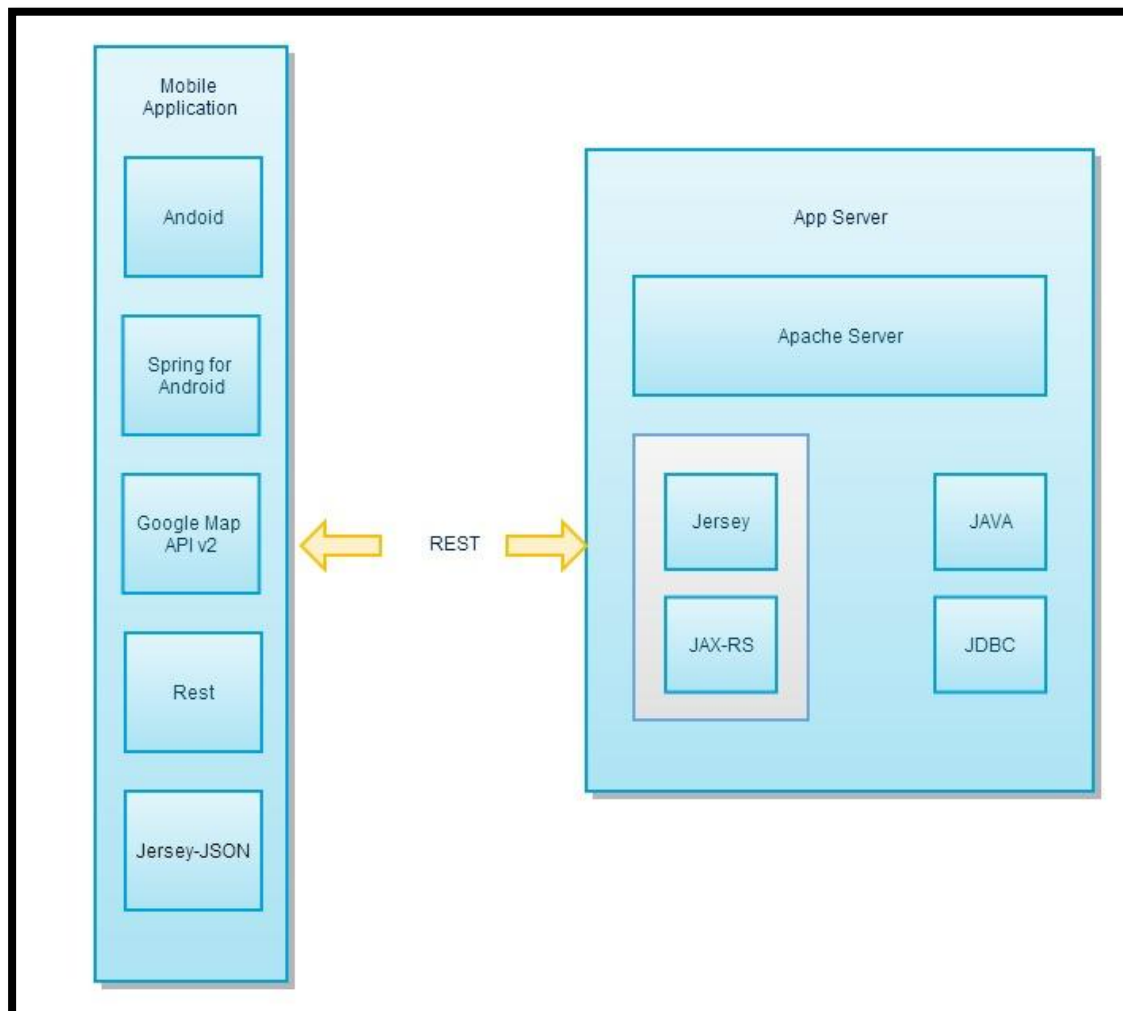 Mobile
Application
Andoid
Spring for
Android
Google Map
API v2
Rest
Jersey-JSON
REST
App Server
Apache Server
Jersey
JAVA
JAX-RS
JDBC